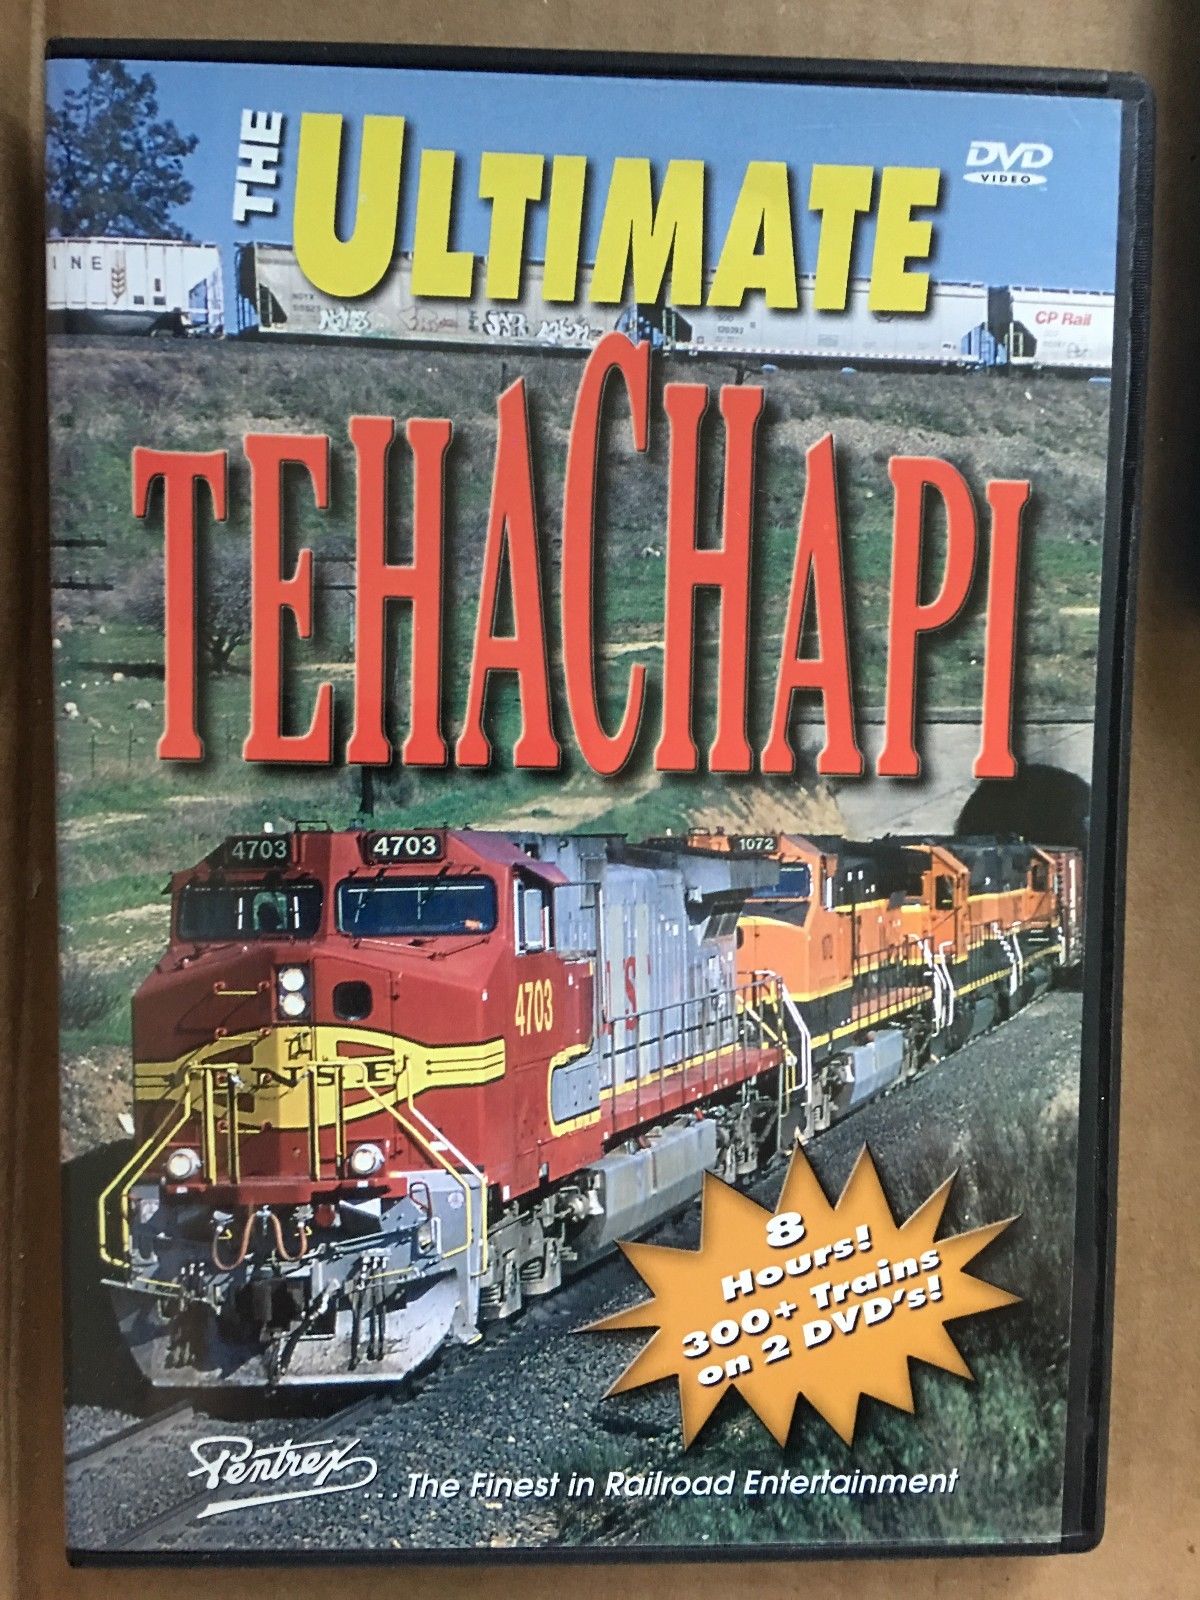 THE ULTIMATE
DVD
VIDEO
INE
CP Rail
TEHACHAPI
4703
4703
1072
4703
8
Hours!
300+ Trains
on 2 DVD's!
Pentrex
...The Finest in Railroad Entertainment